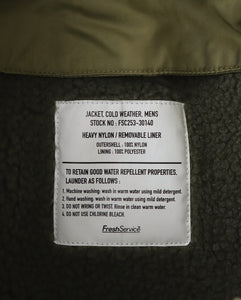 JACKET, COLD WEATHER, MENS
STOCK NO : FSC253-30140
HEAVY NYLON / REMOVABLE LINER
OUTERSHELL : 100% NYLON
LINING : 100% POLYESTER
TO RETAIN GOOD WATER REPELLENT PROPERTIES.
LAUNDER AS FOLLOWS :
1. Machine washing: wash in warm water using mild detergent.
2. Hand washing: wash in warm water using mild detergent.
3. DO NOT WRING OR TWIST. Rinse in clean warm water.
4. DO NOT USE CHLORINE BLEACH.
FreshService